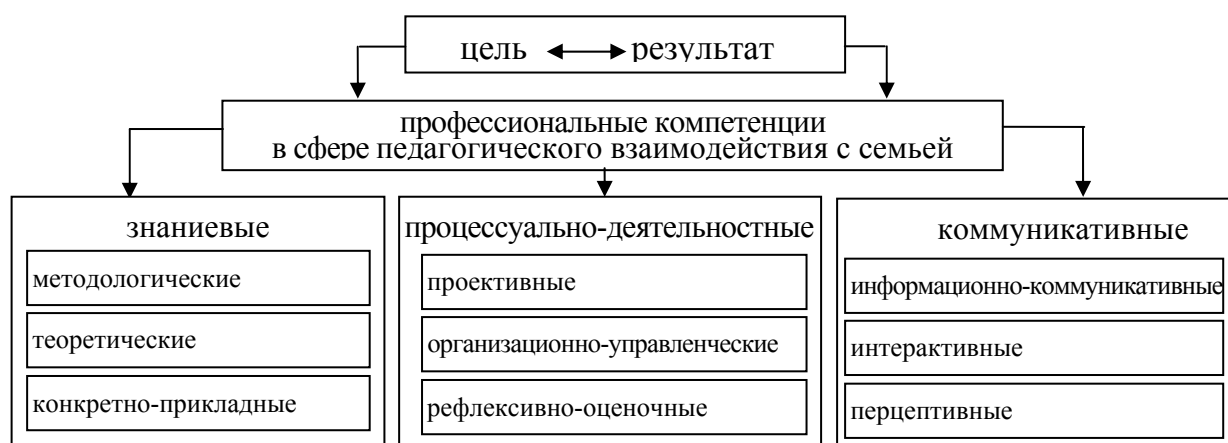 цель результат
профессиональные компетенции
в сфере педагогического взаимодействия с семьей
знаниевые
методологические
теоретические
конкретно-прикладные
процессуально-деятельностные
проективные
организационно-управленческие
рефлексивно-оценочные
коммуникативные
информационно-коммуникативные
интерактивные
перцептивные